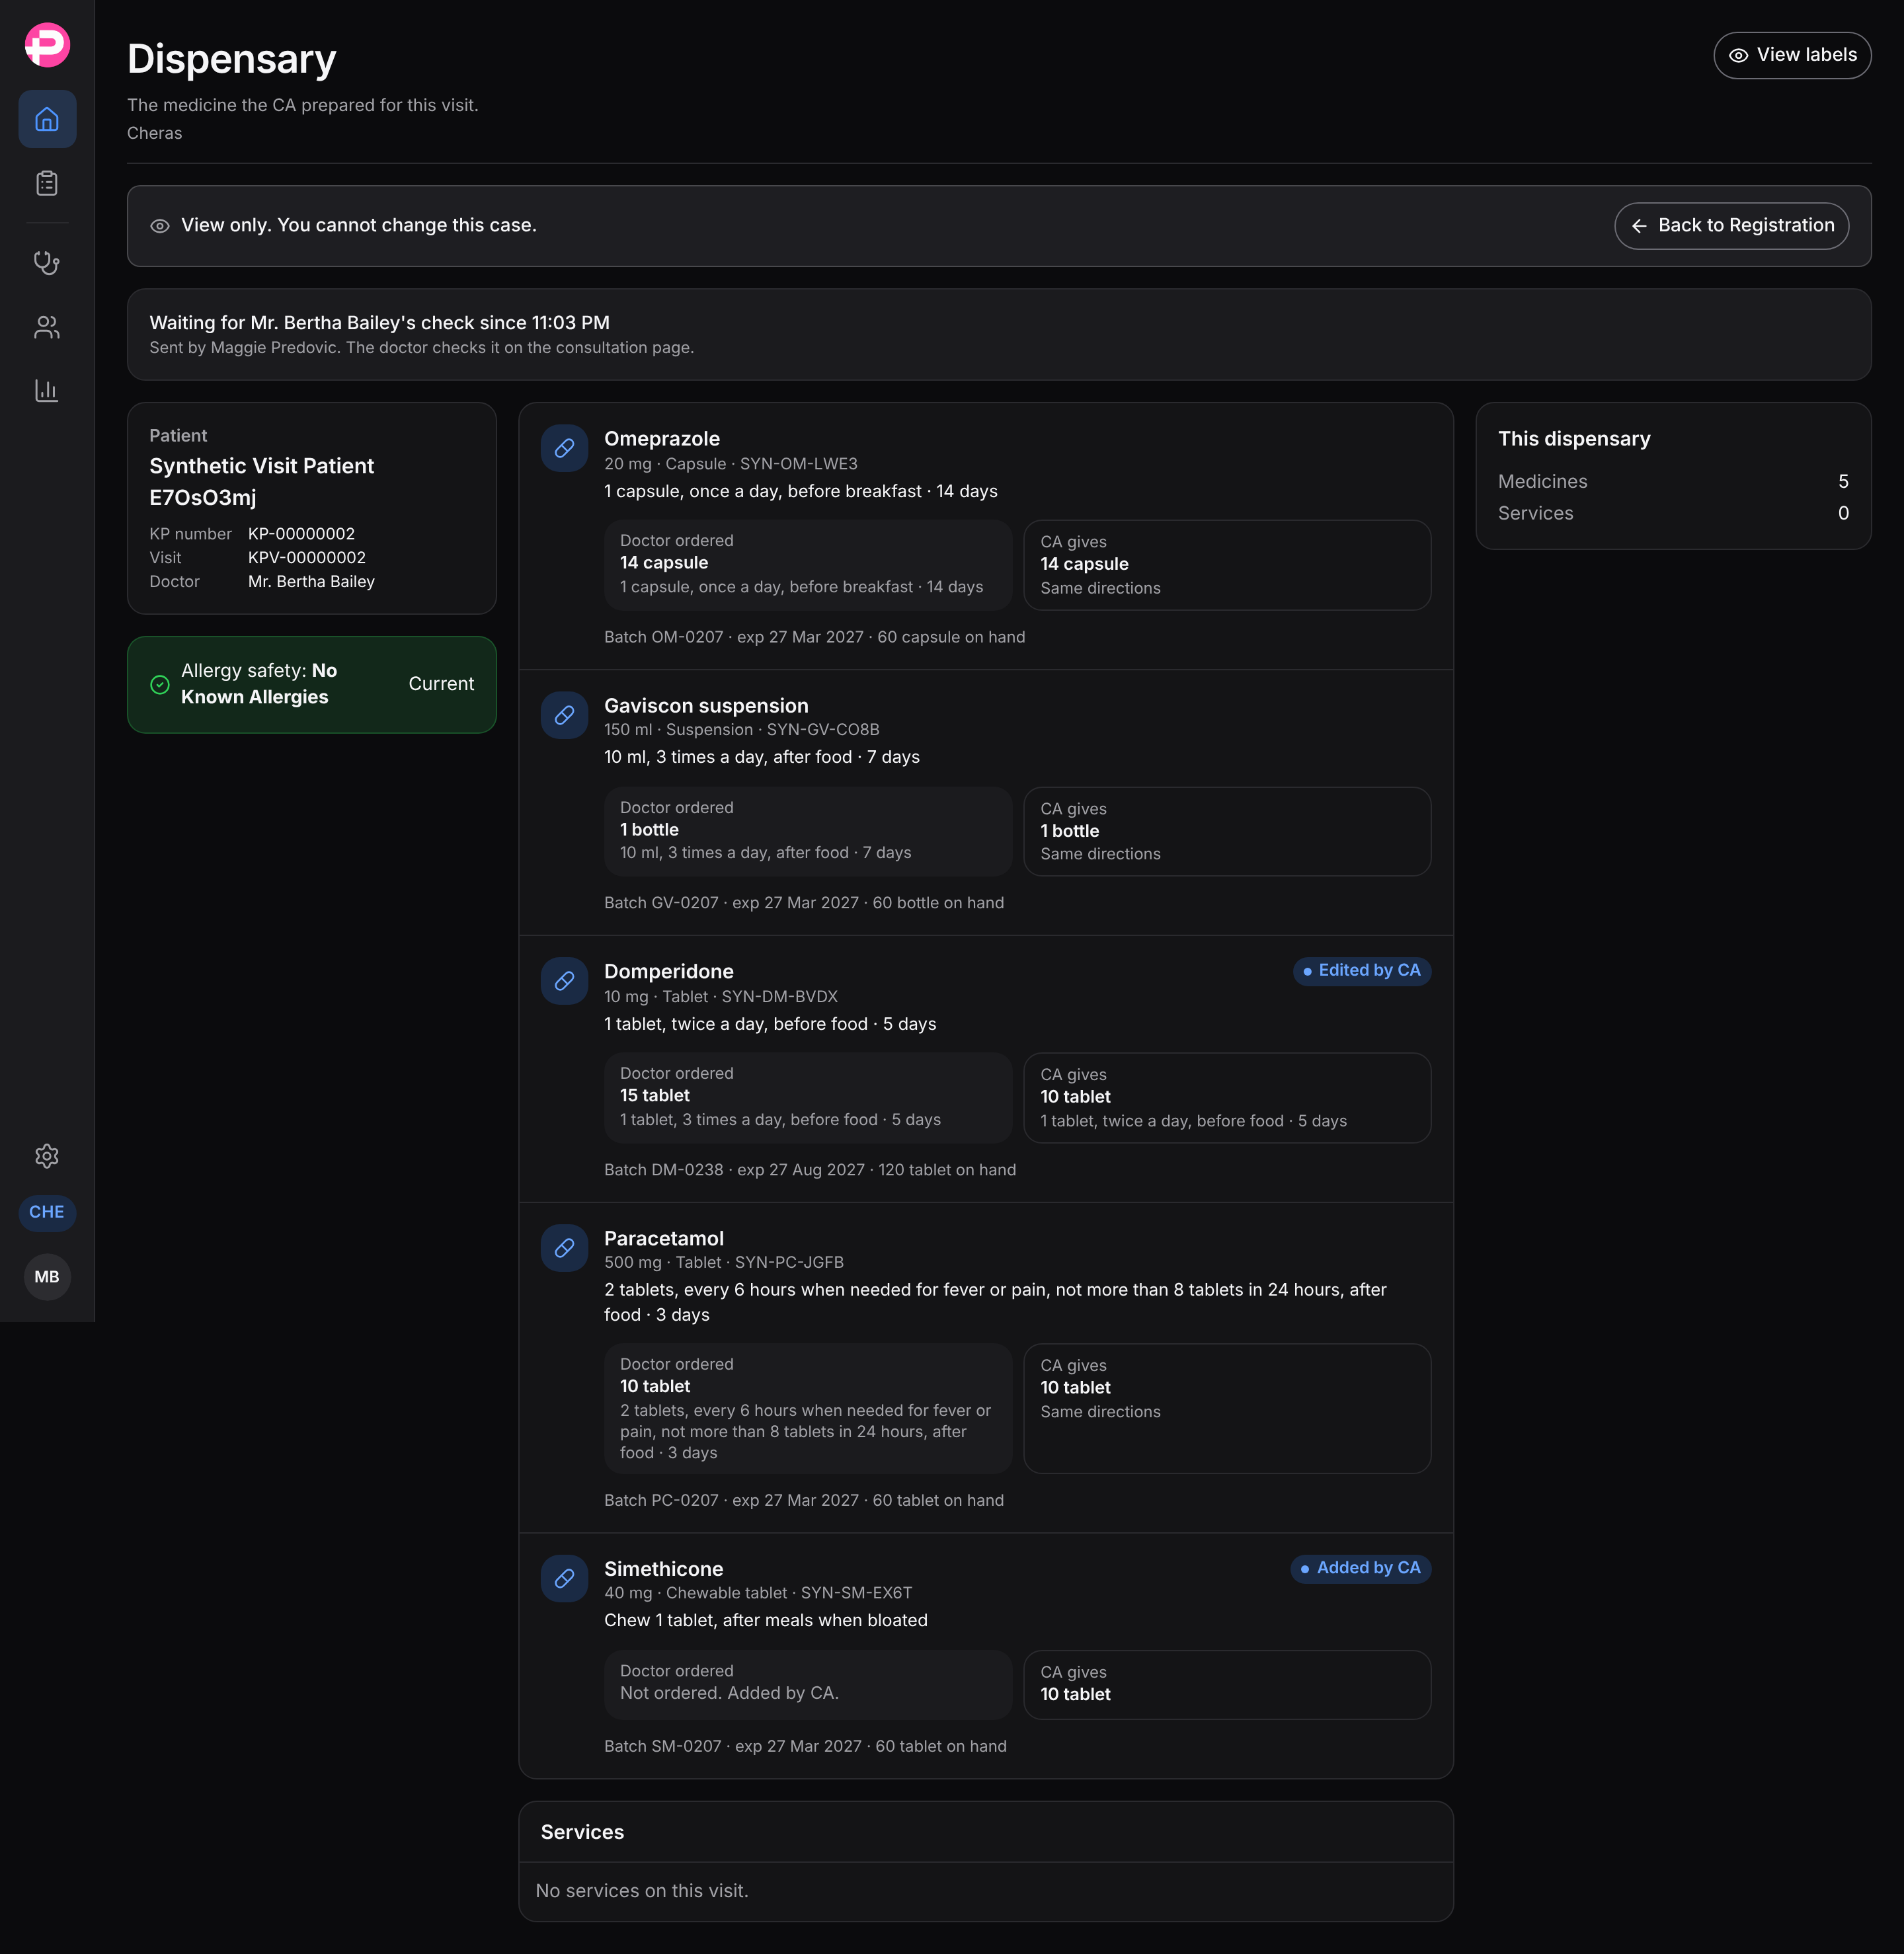 Dispensary
The medicine the CA prepared for this visit.
Cheras
View labels
View only. You cannot change this case.
Back to Registration
Waiting for Mr. Bertha Bailey's check since 11:03 PM
Sent by Maggie Predovic. The doctor checks it on the consultation page.
Patient
Synthetic Visit Patient
E7OsO3mj
KP number KP-00000002
Visit KPV-00000002
Doctor Mr. Bertha Bailey
Allergy safety: No
Known Allergies
Current
Omeprazole
20 mg · Capsule · SYN-OM-LWE3
1 capsule, once a day, before breakfast · 14 days
Doctor ordered
14 capsule
1 capsule, once a day, before breakfast · 14 days
CA gives
14 capsule
Same directions
Batch OM-0207 · exp 27 Mar 2027 · 60 capsule on hand
Gaviscon suspension
150 ml · Suspension · SYN-GV-CO8B
10 ml, 3 times a day, after food · 7 days
Doctor ordered
1 bottle
10 ml, 3 times a day, after food · 7 days
CA gives
1 bottle
Same directions
Batch GV-0207 · exp 27 Mar 2027 · 60 bottle on hand
Domperidone
Edited by CA
10 mg · Tablet · SYN-DM-BVDX
1 tablet, twice a day, before food · 5 days
Doctor ordered
15 tablet
1 tablet, 3 times a day, before food · 5 days
CA gives
10 tablet
1 tablet, twice a day, before food · 5 days
Batch DM-0238 · exp 27 Aug 2027 · 120 tablet on hand
Paracetamol
500 mg · Tablet · SYN-PC-JGFB
2 tablets, every 6 hours when needed for fever or pain, not more than 8 tablets in 24 hours, after
food · 3 days
Doctor ordered
10 tablet
2 tablets, every 6 hours when needed for fever or
pain, not more than 8 tablets in 24 hours, after
food · 3 days
CA gives
10 tablet
Same directions
Batch PC-0207 · exp 27 Mar 2027 · 60 tablet on hand
Simethicone
Added by CA
40 mg · Chewable tablet · SYN-SM-EX6T
Chew 1 tablet, after meals when bloated
Doctor ordered
Not ordered. Added by CA.
CA gives
10 tablet
Batch SM-0207 · exp 27 Mar 2027 · 60 tablet on hand
Services
No services on this visit.
This dispensary
Medicines 5
Services 0
CHE
MB